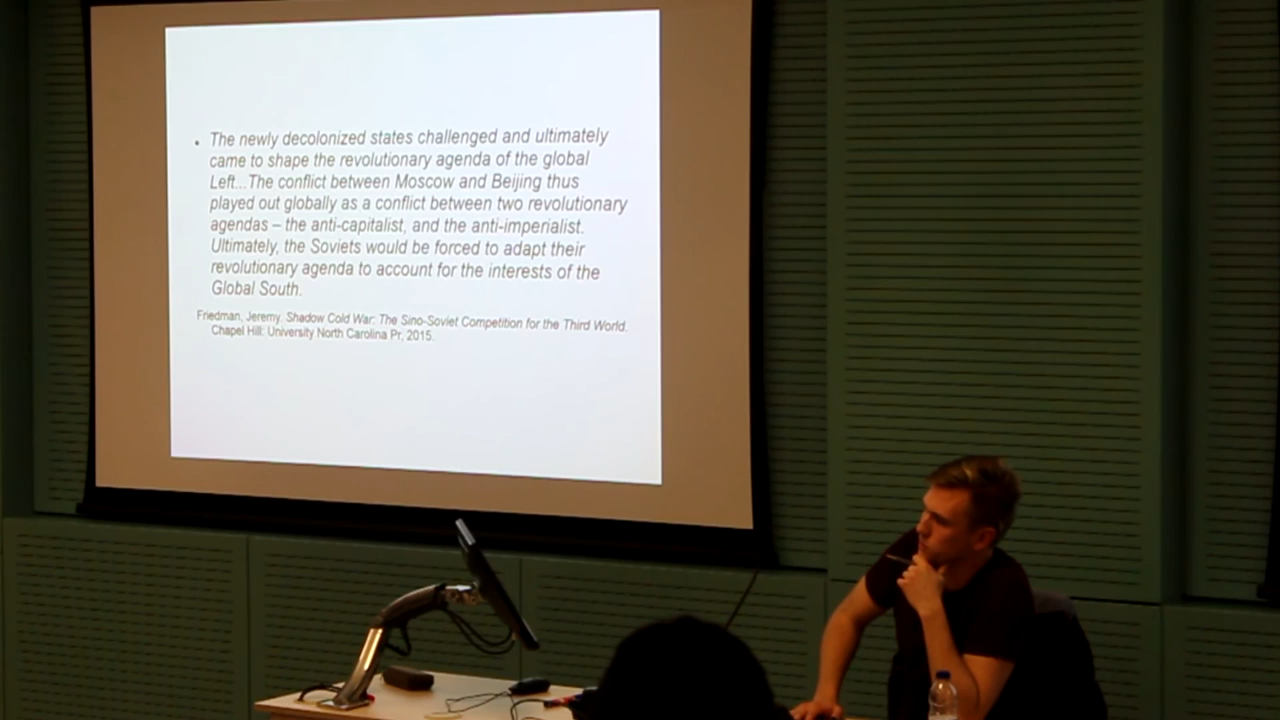 • The newly decolonized states challenged and ultimately
came to shape the revolutionary agenda of the global
Left...The conflict between Moscow and Beijing thus
played out globally as a conflict between two revolutionary
agendas – the anti-capitalist, and the anti-imperialist.
Ultimately, the Soviets would be forced to adapt their
revolutionary agenda to account for the interests of the
Global South.
Friedman, Jeremy. Shadow Cold War: The Sino-Soviet Competition for the Third World.
Chapel Hill: University North Carolina Pr, 2015.